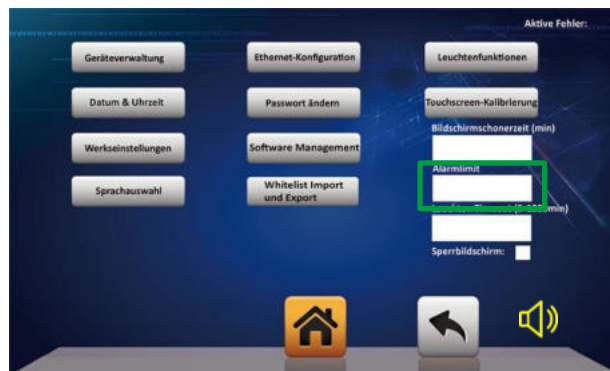 Aktive Fehler:
Geräteverwaltung
Ethernet-Konfiguration
Leuchtenfunktionen
Datum & Uhrzeit
Passwort ändern
Touchscreen-Kalibrierung
Bildschirmschonerzeit (min)
Werkseinstellungen
Software Management
Alarmlimit
Sprachauswahl
Whitelist Import
und Export
min)
Sperrbildschirm: